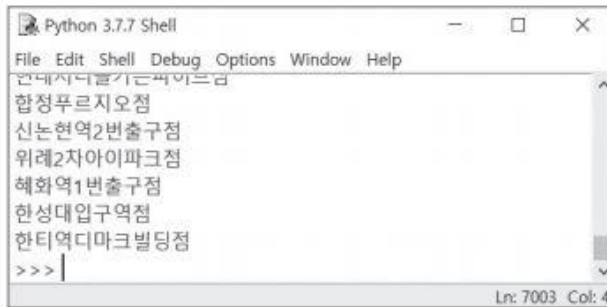 Python 3.7.7 Shell
File Edit Shell Debug Options Window Help
합정푸르지오점
신논현역2번출구점
위례2차아이파크점
혜화역1번출구점
한성대입구역점
한티역디마크빌딩점
>>>
Ln: 7003 Col: 4